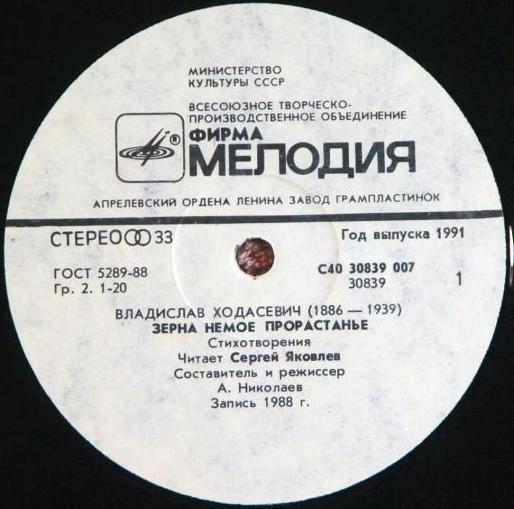 МИНИСТЕРСТВО
КУЛЬТУРЫ СССР
ВСЕСОЮЗНОЕ ТВОРЧЕСКО-
ПРОИЗВОДСТВЕННОЕ ОБЪЕДИНЕНИЕ
ФИРМА
® МЕЛОДИЯ
АПРЕЛЕВСКИЙ ОРДЕНА ЛЕНИНА ЗАВОД ГРАМПЛАСТИНОК
СТЕРЕО 33 Год выпуска 1991
ГОСТ 5289-88 С40 30839 007
Гр. 2. 1-20 30839 1
ВЛАДИСЛАВ ХОДАСЕВИЧ (1886 — 1939)
ЗЕРНА НЕМОЕ ПРОРАСТАНЬЕ
Стихотворения
Читает Сергей Яковлев
Составитель и режиссер
А. Николаев
Запись 1988 г.